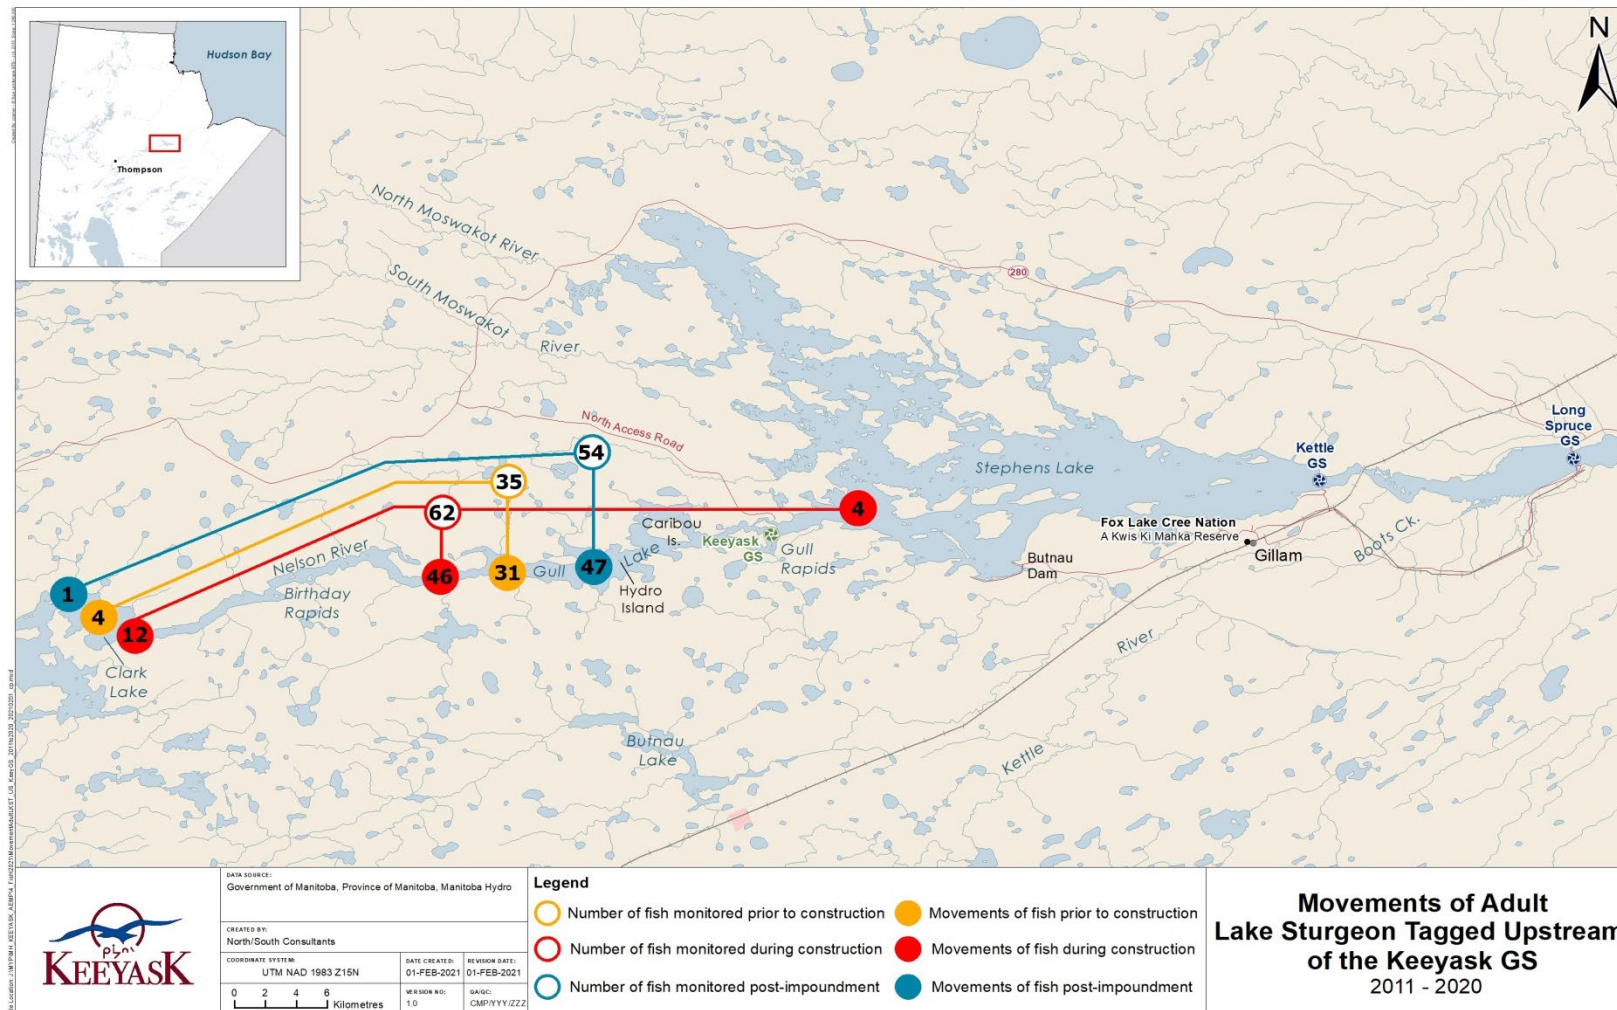 Hudson Bay
Thompson
N
North Moswakot River
South Moswakot
River
280
North Access Road
Long
Spruce
GS
Kettle
GS
Stephens Lake
54
35
62
4
Caribou
Is.
Keeyask
GS
Gull
Rapids
Fox Lake Cree Nation
A Kwis Ki Mahka Reserve
Gillam
Boots Ck.
Butnau
Dam
Nelson River
46
31
Gull
47
Lake
Hydro
Island
Birthday
Rapids
1
4
12
Clark
Lake
River
Kettle
Butnau
Lake
KEEYASK
DATA SOURCE:
Government of Manitoba, Province of Manitoba, Manitoba Hydro
CREATED BY:
North/South Consultants
COORDINATE SYSTEM:
UTM NAD 1983 Z15N
DATE CREATED:
01-FEB-2021
REVISION DATE:
01-FEB-2021
0 2 4 6
Kilometres
VERSION NO:
1.0
QA/QC:
CMP/YYY/ZZZ
Legend
Number of fish monitored prior to construction
Number of fish monitored during construction
Number of fish monitored post-impoundment
Movements of fish prior to construction
Movements of fish during construction
Movements of fish post-impoundment
Movements of Adult
Lake Sturgeon Tagged Upstream
of the Keeyask GS
2011 - 2020